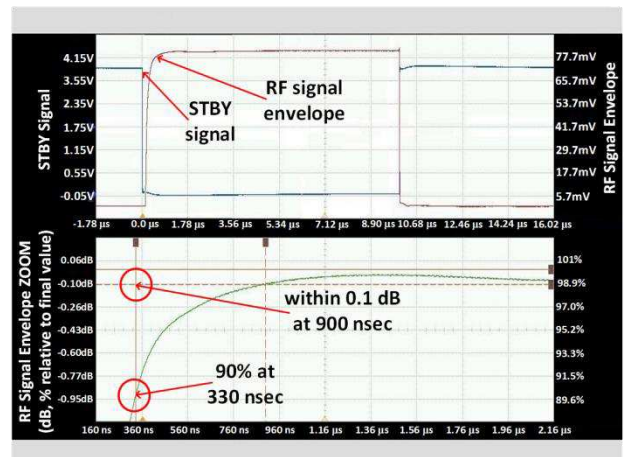 STBY Signal
4.15V
3.55V
2.35V
1.75V
1.15V
0.55V
-0.05V
STBY
signal
RF signal
envelope
77.7mV
65.7mV
53.7mV
41.7mV
29.7mV
17.7mV
5.7mV
RF Signal Envelope
-1.78 µs 0.0 µs 1.78 µs 3.56 µs 5.34 µs 7.12 µs 8.90 µs 10.68 µs 12.46 µs 14.24 µs 16.02 µs
RF Signal Envelope ZOOM
(dB, % relative to final value)
0.06dB
-0.10dB
-0.26dB
-0.43dB
-0.60dB
-0.77dB
-0.95dB
within 0.1 dB
at 900 nsec
90% at
330 nsec
101%
98.9%
97.0%
95.2%
93.3%
91.5%
89.6%
160 ns 360 ns 560 ns 760 ns 960 ns 1.16 µs 1.36 µs 1.56 µs 1.76 µs 1.96 µs 2.16 µs